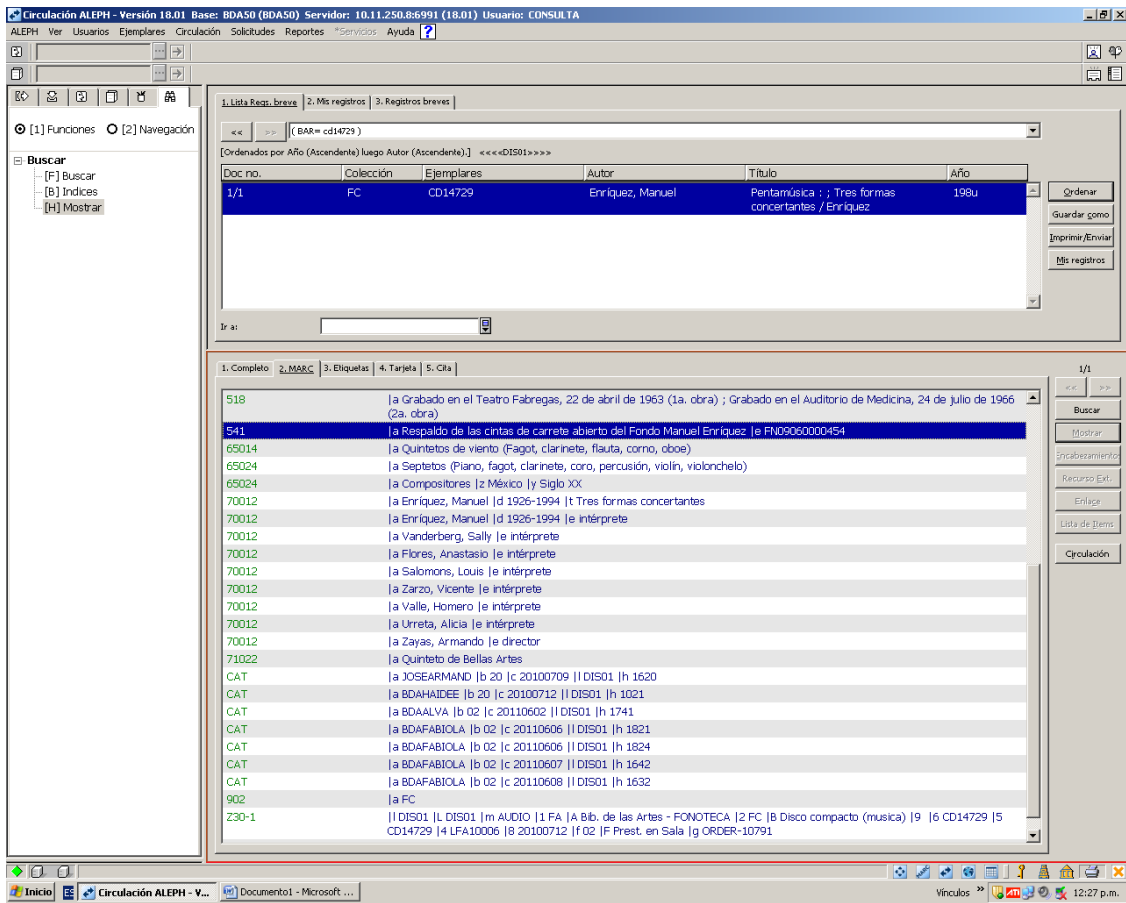 Circulación ALEPH - Versión 18.01 Base: BDA50 (BDA50) Servidor: 10.11.250.8:6991 (18.01) Usuario: CONSULTA
ALEPH Ver Usuarios Ejemplares Circulación Solicitudes Reportes *Servicios Ayuda ?
[1] Funciones [2] Navegación
Buscar
[F] Buscar
[B] Indices
[H] Mostrar
1. Lista Regs. breve 2. Mis registros 3. Registros breves
<< >> ( BAR= cd14729 )
[Ordenados por Año (Ascendente) luego Autor (Ascendente).] <<<<DIS01>>>>
Doc no. Colección Ejemplares Autor Título Año
1/1 FC CD14729 Enríquez, Manuel Pentamúsica : ; Tres formas 198u
concertantes / Enríquez
Ordenar
Guardar como
Imprimir/Enviar
Mis registros
Ir a:
1. Completo 2. MARC 3. Etiquetas 4. Tarjeta 5. Cita
518 |a Grabado en el Teatro Fabregas, 22 de abril de 1963 (1a. obra) ; Grabado en el Auditorio de Medicina, 24 de julio de 1966
(2a. obra)
541 |a Respaldo de las cintas de carrete abierto del Fondo Manuel Enríquez |e FN09060000454
65014 |a Quintetos de viento (Fagot, clarinete, flauta, corno, oboe)
65024 |a Septetos (Piano, fagot, clarinete, coro, percusión, violín, violonchelo)
65024 |a Compositores |z México |y Siglo XX
70012 |a Enríquez, Manuel |d 1926-1994 |t Tres formas concertantes
70012 |a Enríquez, Manuel |d 1926-1994 |e intérprete
70012 |a Vanderberg, Sally |e intérprete
70012 |a Flores, Anastasio |e intérprete
70012 |a Salomons, Louis |e intérprete
70012 |a Zarzo, Vicente |e intérprete
70012 |a Valle, Homero |e intérprete
70012 |a Urreta, Alicia |e intérprete
70012 |a Zayas, Armando |e director
71022 |a Quinteto de Bellas Artes
CAT |a JOSEARMAND |b 20 |c 20100709 |l DIS01 |h 1620
CAT |a BDAHAIDEE |b 20 |c 20100712 |l DIS01 |h 1021
CAT |a BDAALVA |b 02 |c 20110602 |l DIS01 |h 1741
CAT |a BDAFABIOLA |b 02 |c 20110606 |l DIS01 |h 1821
CAT |a BDAFABIOLA |b 02 |c 20110606 |l DIS01 |h 1824
CAT |a BDAFABIOLA |b 02 |c 20110607 |l DIS01 |h 1642
CAT |a BDAFABIOLA |b 02 |c 20110608 |l DIS01 |h 1632
902 |a FC
Z30-1 |l DIS01 |L DIS01 |m AUDIO |1 FA |A Bib. de las Artes - FONOTECA |2 FC |B Disco compacto (musica) |9 |6 CD14729 |5
CD14729 |4 LFA10006 |8 20100712 |f 02 |F Prest. en Sala |g ORDER-10791
1/1
<< >>
Buscar
Mostrar
Encabezamientos
Recurso Ext.
Enlace
Lista de Items
Circulación
Inicio ES Circulación ALEPH - V... Documento1 - Microsoft ... Vínculos » ATI 12:27 p.m.